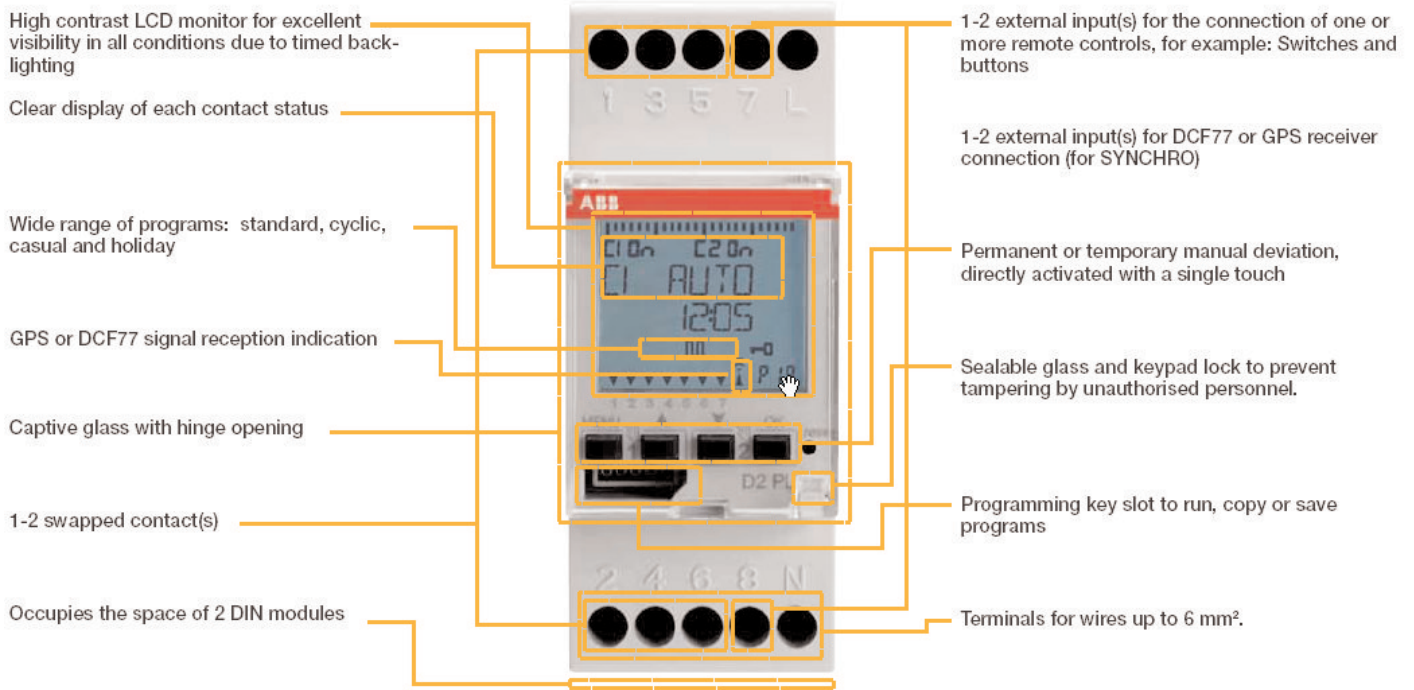 High contrast LCD monitor for excellent
visibility in all conditions due to timed back-
lighting
Clear display of each contact status
Wide range of programs: standard, cyclic,
casual and holiday
GPS or DCF77 signal reception indication
Captive glass with hinge opening
1-2 swapped contact(s)
Occupies the space of 2 DIN modules
1 3 5 7 L
ABB
C1 On C2 On
C1 AUTO
12:05
1 2 3 4 5 6 7
MENU OK
1 2
D2 PL
2 4 6 8 N
1-2 external input(s) for the connection of one or
more remote controls, for example: Switches and
buttons
1-2 external input(s) for DCF77 or GPS receiver
connection (for SYNCHRO)
Permanent or temporary manual deviation,
directly activated with a single touch
Sealable glass and keypad lock to prevent
tampering by unauthorised personnel.
Programming key slot to run, copy or save
programs
Terminals for wires up to 6 mm².